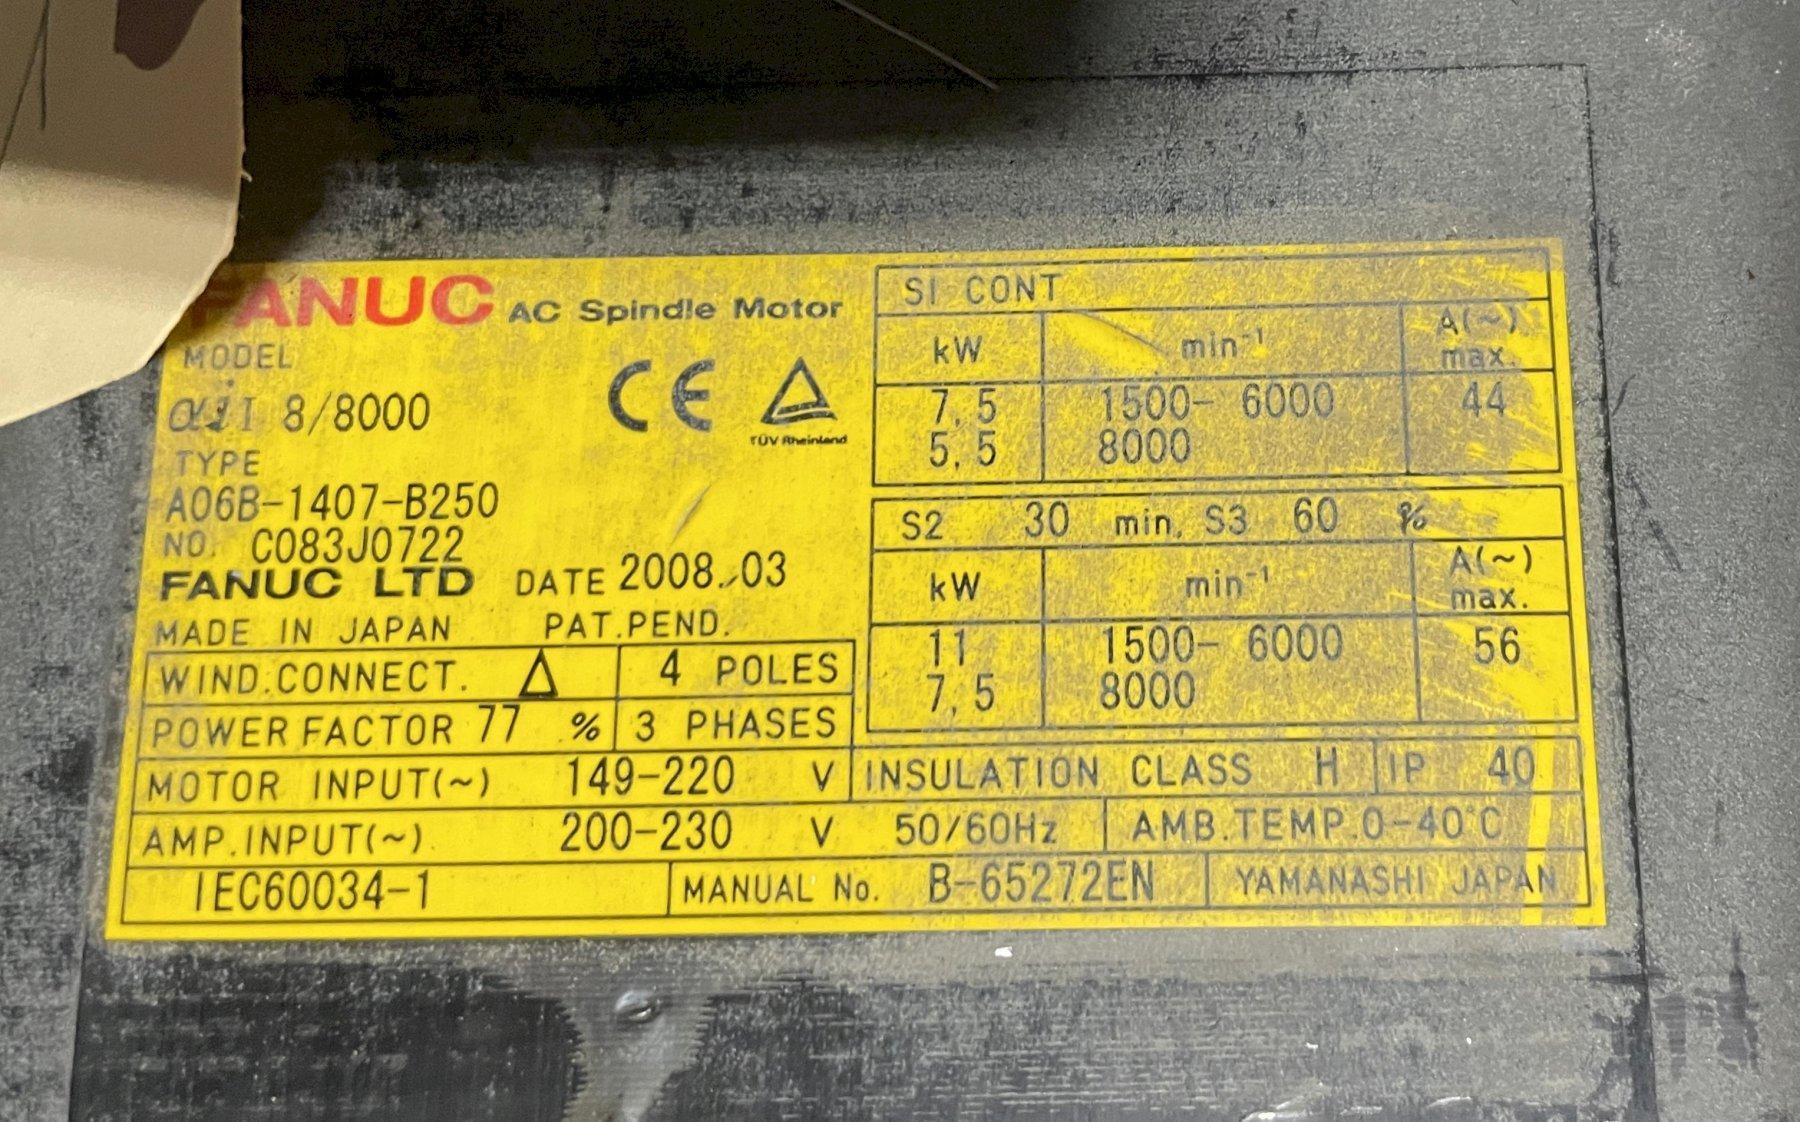 FANUC AC Spindle Motor
MODEL
αiI 8/8000
CE
TÜV Rheinland
TYPE
A06B-1407-B250
NO. C083J0722
FANUC LTD DATE 2008.03
MADE IN JAPAN PAT.PEND.
WIND.CONNECT. Δ 4 POLES
POWER FACTOR 77 % 3 PHASES
S1 CONT
kW min⁻¹ A(~) max.
7,5 1500- 6000 44
5,5 8000
S2 30 min, S3 60 %
kW min⁻¹ A(~) max.
11 1500- 6000 56
7,5 8000
MOTOR INPUT(~) 149-220 V INSULATION CLASS H IP 40
AMP.INPUT(~) 200-230 V 50/60Hz AMB.TEMP.0-40°C
IEC60034-1 MANUAL No. B-65272EN YAMANASHI JAPAN